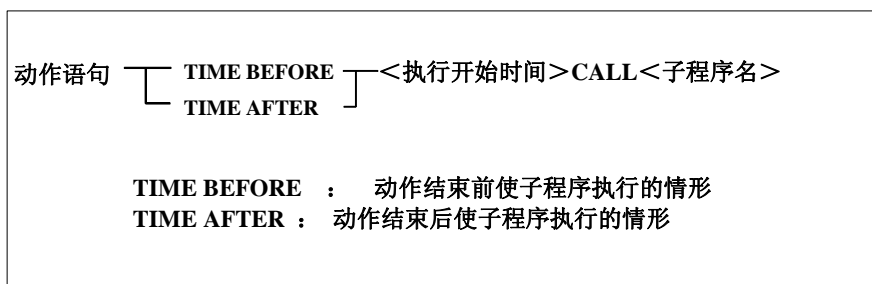 动作语句 TIME BEFORE <执行开始时间>CALL<子程序名>
TIME AFTER
TIME BEFORE ： 动作结束前使子程序执行的情形
TIME AFTER： 动作结束后使子程序执行的情形